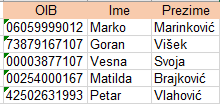 OIB Ime Prezime
06059999012 Marko Marinković
73879167107 Goran Višek
00003877107 Vesna Svoja
00254000167 Matilda Brajković
42502631993 Petar Vlahović